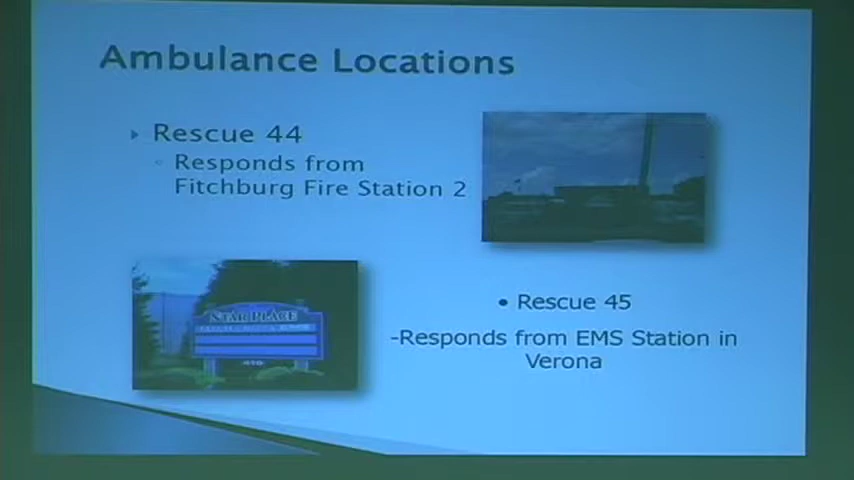 Ambulance Locations
Rescue 44
Responds from
Fitchburg Fire Station 2
STAR PLACE
• Rescue 45
-Responds from EMS Station in
Verona